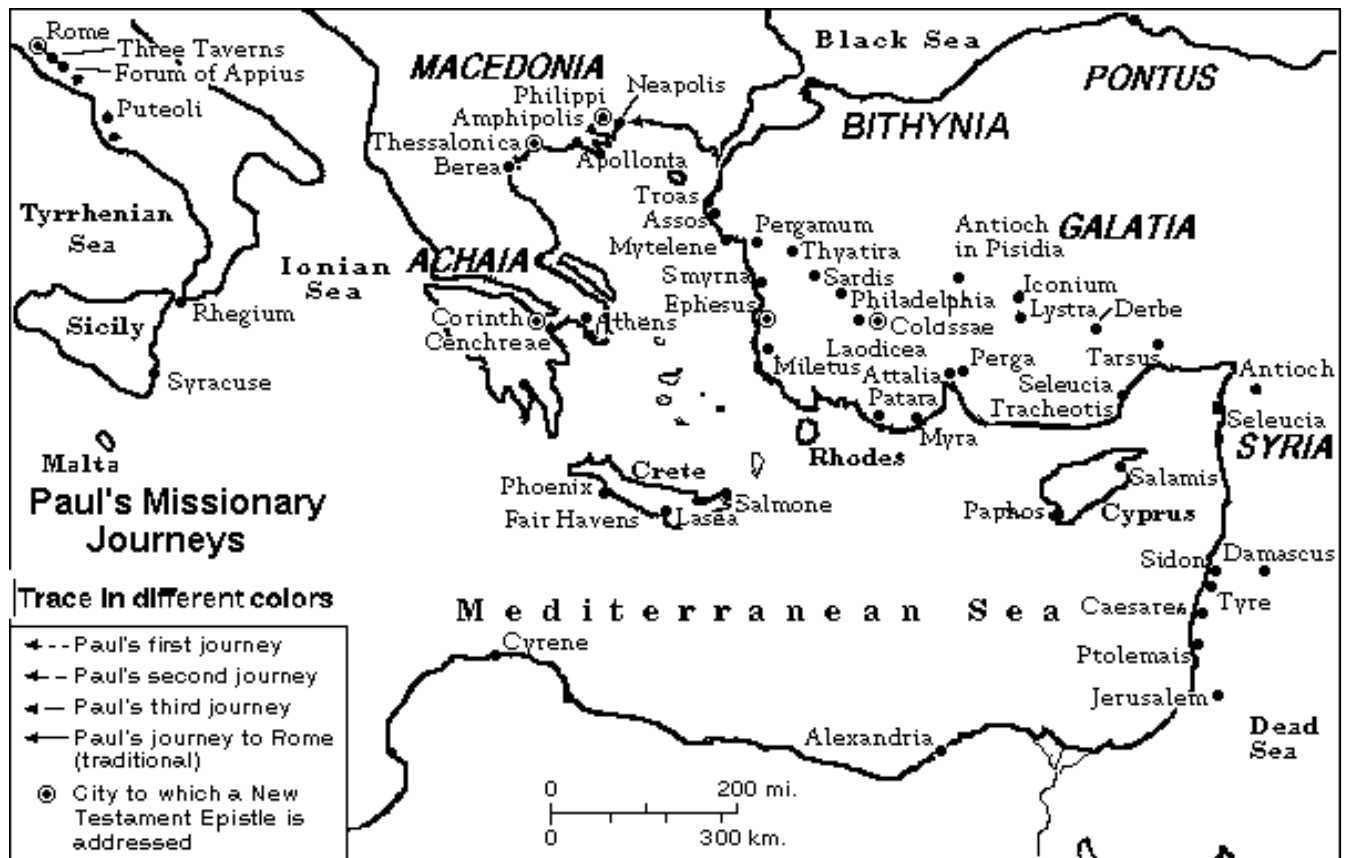 Rome
Three Taverns
Forum of Appius
Puteoli
Tyrrhenian
Sea
Sicily
Rhegium
Syracuse
Malta
Ionian
Sea
MACEDONIA
Neapolis
Philippi
Amphipolis
Thessalonica
Berea
Apollonta
ACHAIA
Corinth
Cenchreae
Athens
Black Sea
BITHYNIA
PONTUS
Troas
Assos
Mytelene
Pergamum
Thyatira
Smyrna
Sardis
Ephesus
Philadelphia
Colossae
Laodicea
Miletus
Antioch
in Pisidia
GALATIA
Iconium
Lystra
Derbe
Attalia
Perga
Patara
Myra
Tarsus
Seleucia
Tracheotis
Antioch
Seleucia
SYRIA
Rhodes
Crete
Phoenix
Fair Havens
Lasea
Salmone
Salamis
Paphos
Cyprus
Sidon
Damascus
Tyre
Caesarea
Ptolemais
Jerusalem
Dead
Sea
Mediterranean Sea
Cyrene
Alexandria
Paul's Missionary
Journeys
Trace in different colors
Paul's first journey
Paul's second journey
Paul's third journey
Paul's journey to Rome
(traditional)
City to which a New
Testament Epistle is
addressed
0 200 mi.
0 300 km.